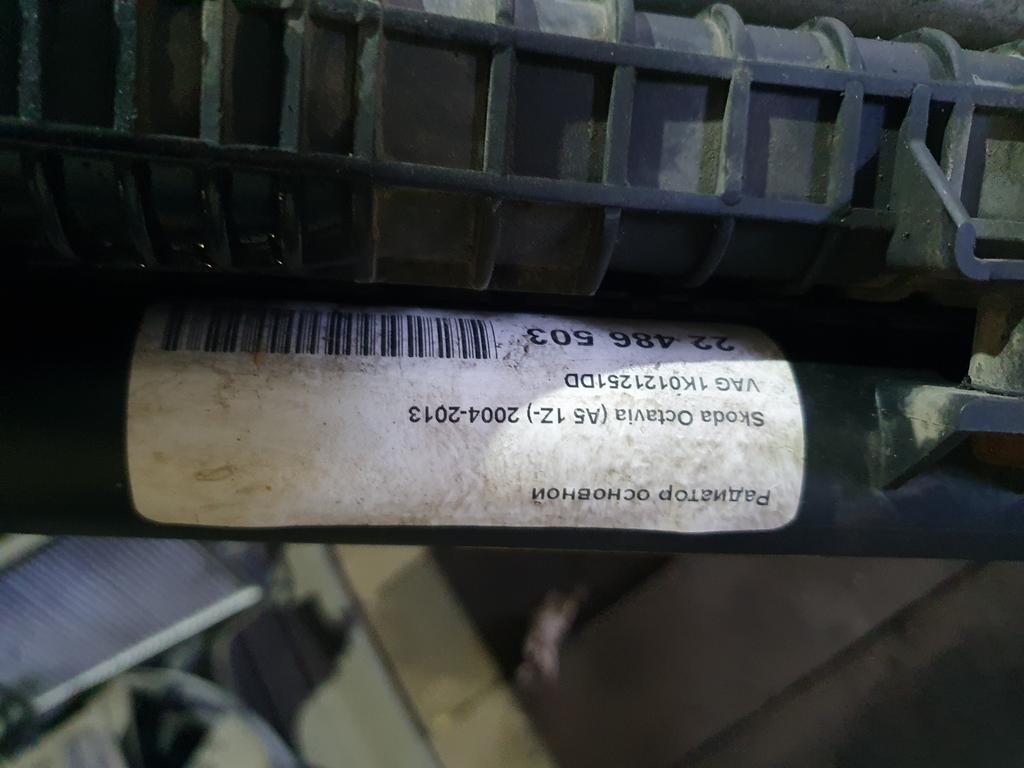 Радиатор основной
Skoda Octavia (A5 1Z-) 2004-2013
VAG 1K0121251DD
22 486 503